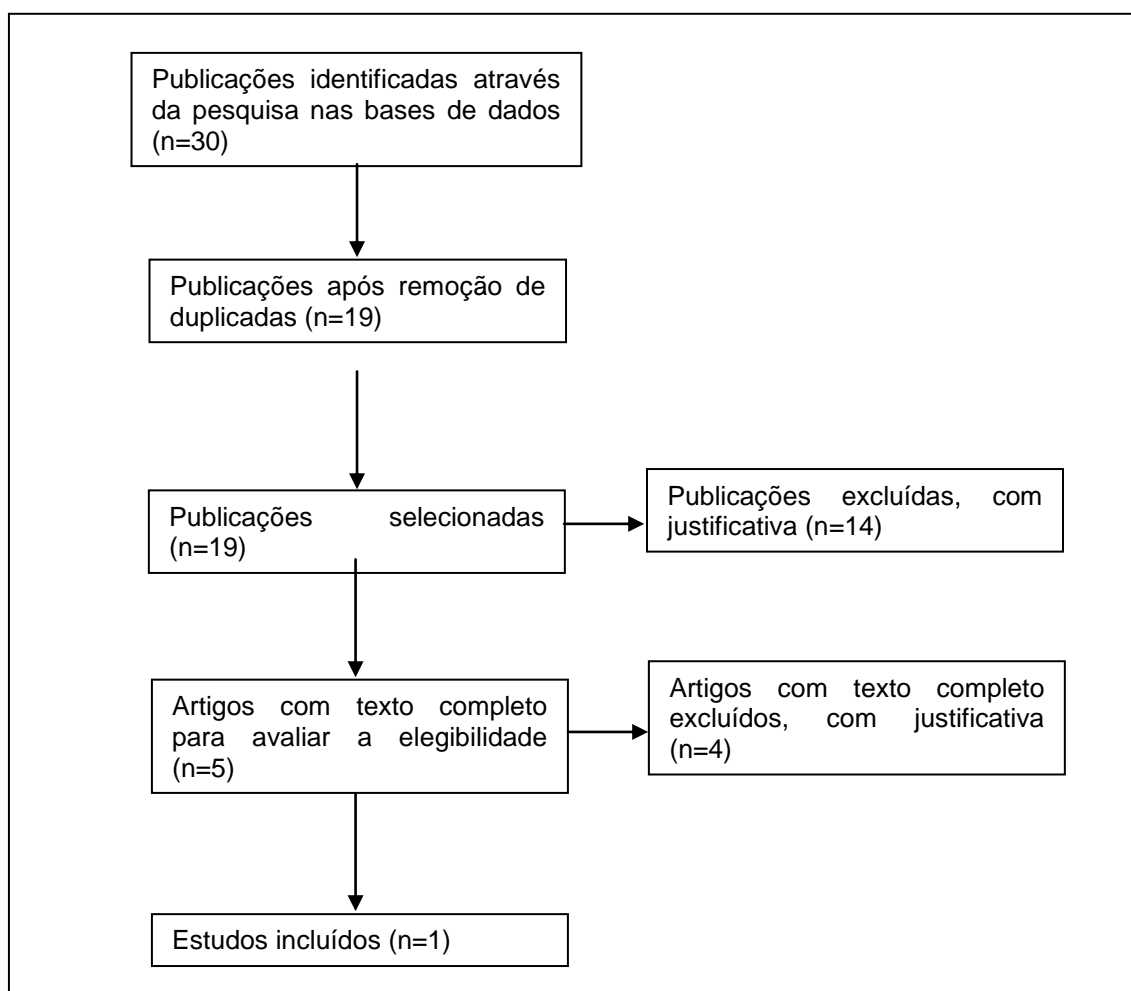 Publicações identificadas através
da pesquisa nas bases de dados
(n=30)
Publicações após remoção de
duplicadas (n=19)
Publicações selecionadas
(n=19)
Publicações excluídas, com
justificativa (n=14)
Artigos com texto completo
para avaliar a elegibilidade
(n=5)
Artigos com texto completo
excluídos, com justificativa
(n=4)
Estudos incluídos (n=1)